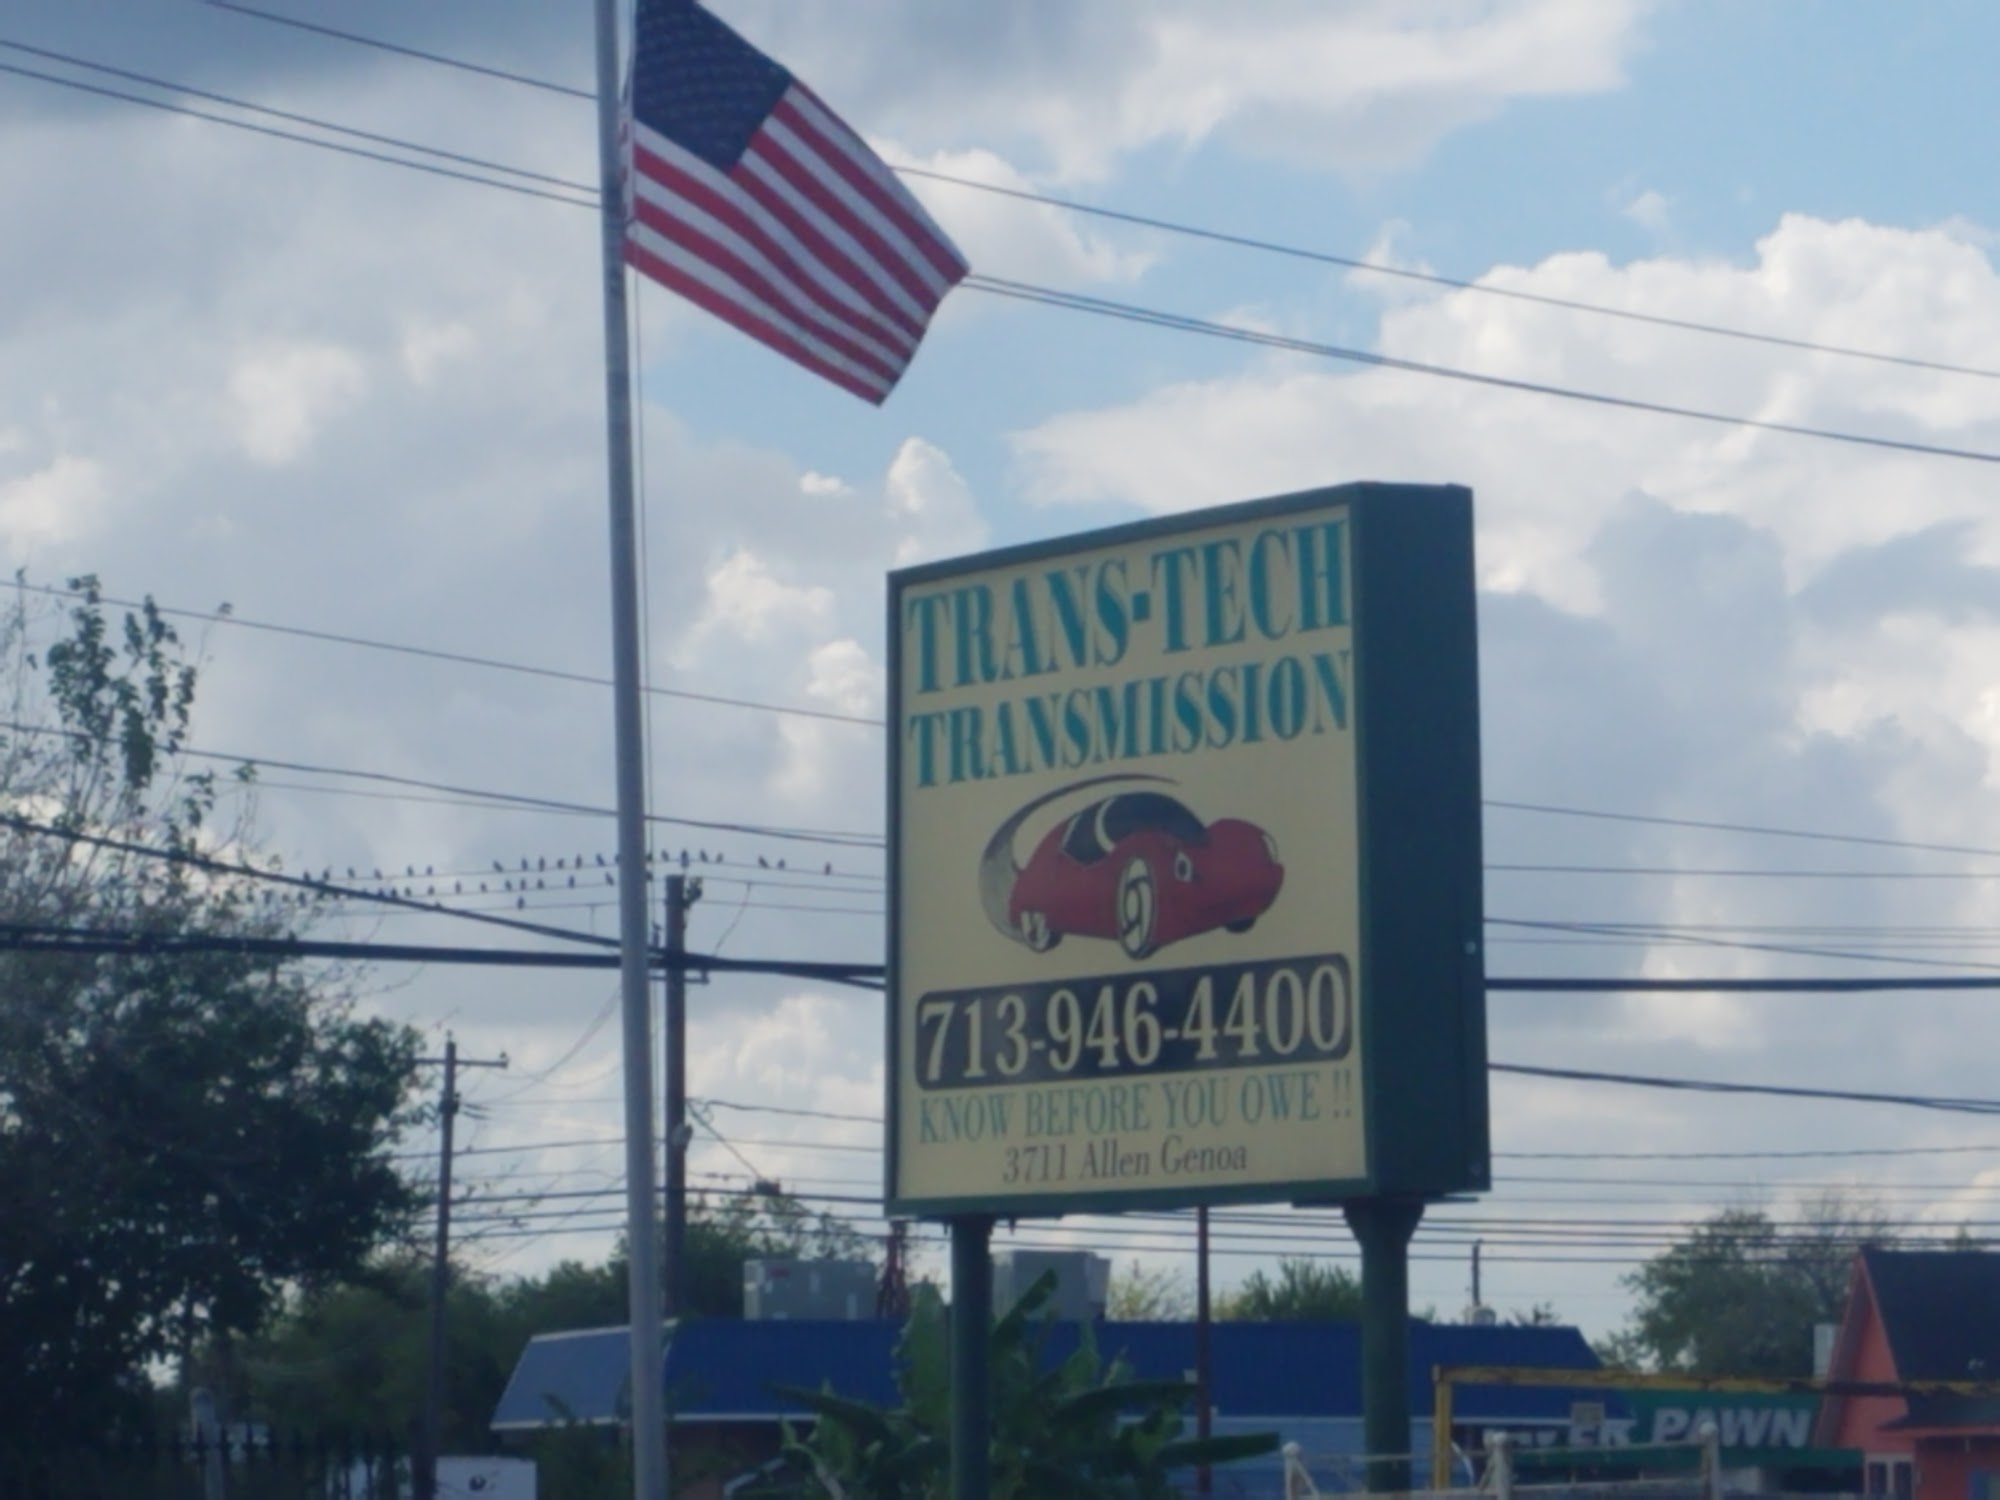 TRANS-TECH
TRANSMISSION
713-946-4400
KNOW BEFORE YOU OWE !!
3711 Allen Genoa
PAWN